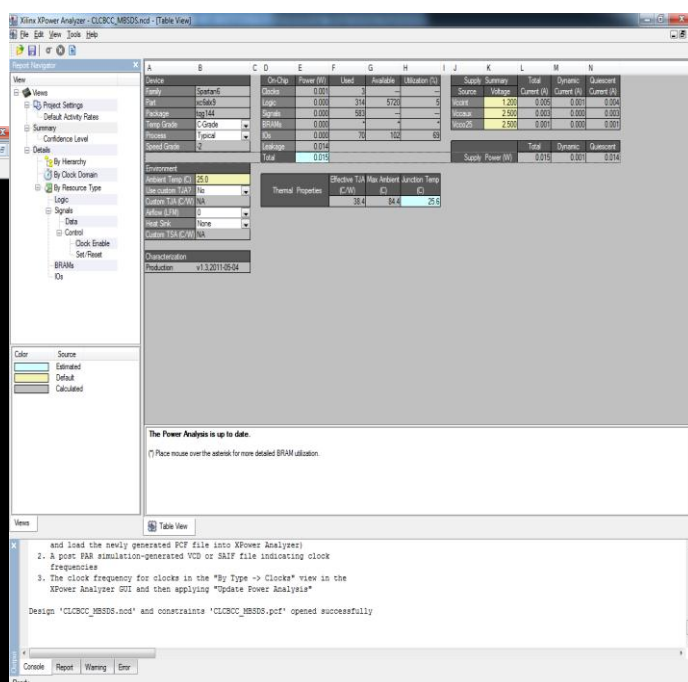 Xilinx XPower Analyzer - CLCBCC_MBSDS.ncd - [Table View]
File Edit View Tools Help
Report Navigator
View
Views
Project Settings
Default Activity Rates
Summary
Confidence Level
Details
By Hierarchy
By Clock Domain
By Resource Type
Logic
Signals
Data
Control
Clock Enable
Set/Reset
BRAMs
IOs
Color Source
Estimated
Default
Calculated
Views
A B C D E F G H I J K L M N
Device
Family Spartan6
Part xc6slx9
Package tqg144
Temp Grade C-Grade
Process Typical
Speed Grade -2
Environment
Ambient Temp (C) 25.0
Use custom TJA? No
Custom TJA (C/W) NA
Airflow (LFM) 0
Heat Sink None
Custom TSA (C/W) NA
Characterization
Production v1.3,2011-05-04
On-Chip Power (W) Used Available Utilization (%)
Clocks 0.001 3 --- ---
Logic 0.000 314 5720 5
Signals 0.000 583 --- ---
BRAMs 0.000 * * *
IOs 0.000 70 102 69
Leakage 0.014
Total 0.015
Effective TJA Max Ambient Junction Temp
Thermal Properties (C/W) (C) (C)
38.4 84.4 25.6
Supply Summary Total Dynamic Quiescent
Source Voltage Current (A) Current (A) Current (A)
Vccint 1.200 0.005 0.001 0.004
Vccaux 2.500 0.003 0.000 0.003
Vcco25 2.500 0.001 0.000 0.001
Total Dynamic Quiescent
Supply Power (W) 0.015 0.001 0.014
The Power Analysis is up to date.
(*) Place mouse over the asterisk for more detailed BRAM utilization.
Table View
and load the newly generated PCF file into XPower Analyzer)
2. A post PAR simulation-generated VCD or SAIF file indicating clock
frequencies
3. The clock frequency for clocks in the "By Type -> Clocks" view in the
XPower Analyzer GUI and then applying "Update Power Analysis"
Design 'CLCBCC_MBSDS.ncd' and constraints 'CLCBCC_MBSDS.pcf' opened successfully
Output
Console Report Warning Error